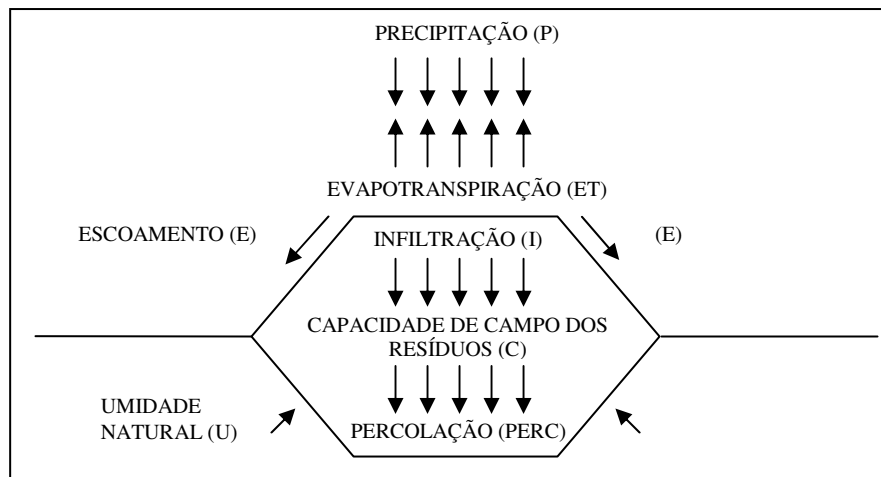 PRECIPITAÇÃO (P)
EVAPOTRANSPIRAÇÃO (ET)
ESCOAMENTO (E)
(E)
INFILTRAÇÃO (I)
CAPACIDADE DE CAMPO DOS
RESÍDUOS (C)
UMIDADE
NATURAL (U)
PERCOLAÇÃO (PERC)